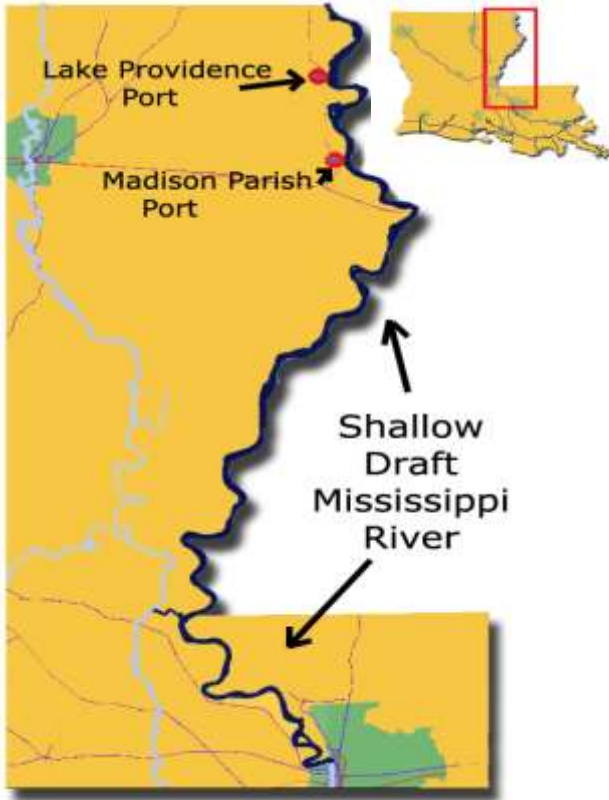 Lake Providence
Port
Madison Parish
Port
Shallow
Draft
Mississippi
River